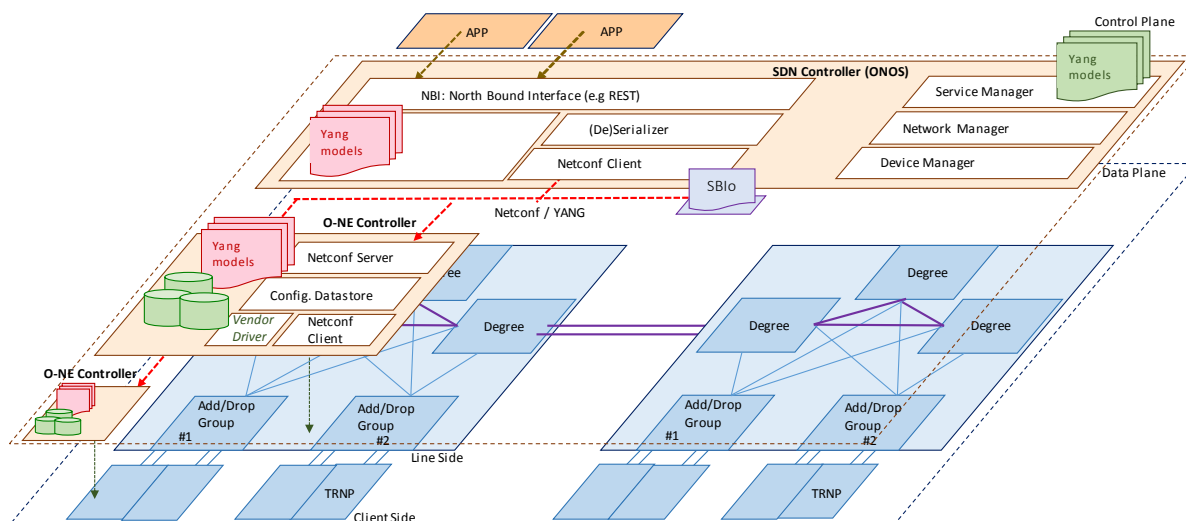 APP
APP
Control Plane
SDN Controller (ONOS)
Yang
models
NBI: North Bound Interface (e.g REST)
Service Manager
Yang
models
(De)Serializer
Network Manager
Netconf Client
Device Manager
Data Plane
SBIo
Netconf / YANG
O-NE Controller
Yang
models
Netconf Server
Degree
Config. Datastore
Degree
Degree
Degree
Vendor
Driver
Netconf
Client
O-NE Controller
Add/Drop
Group
#1
Add/Drop
Group
#2
Add/Drop
Group
#1
Add/Drop
Group
#2
Line Side
TRNP
TRNP
Client Side